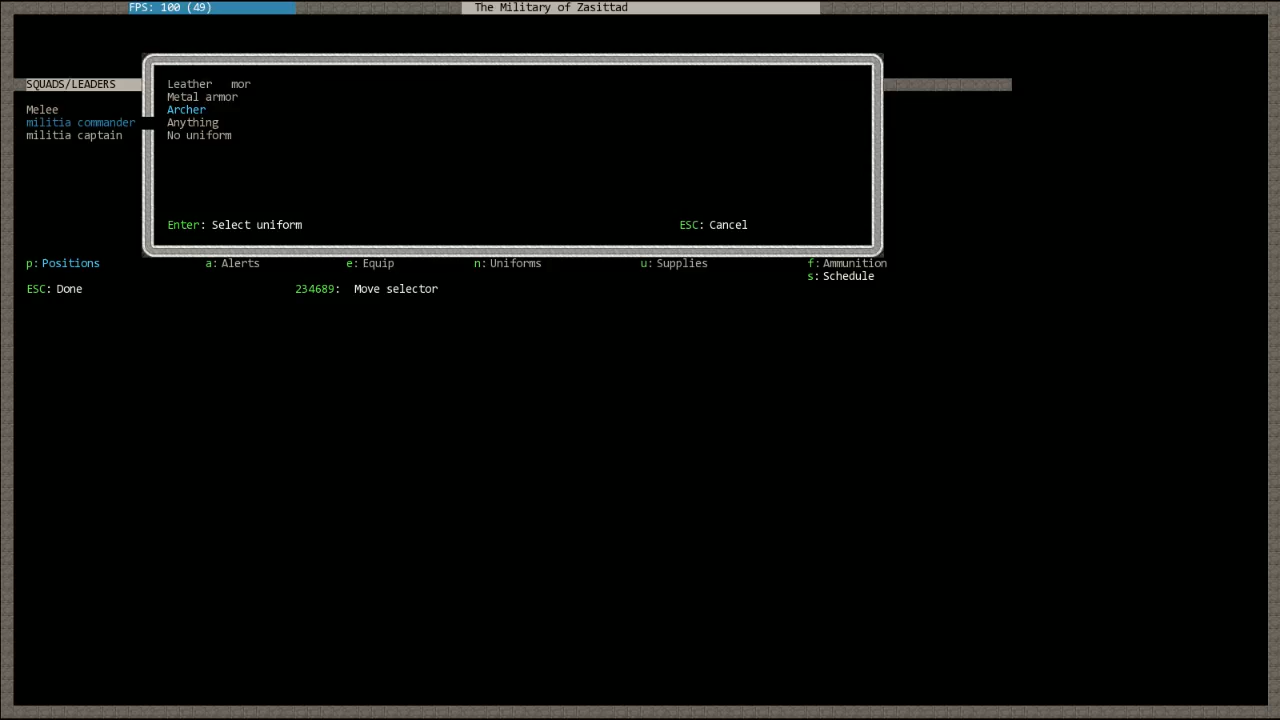 FPS: 100 (49) The Military of Zasittad
SQUADS/LEADERS
Leather mor
Metal armor
Melee
Archer
militia commander
Anything
militia captain
No uniform
Enter: Select uniform ESC: Cancel
p: Positions a: Alerts e: Equip n: Uniforms u: Supplies f: Ammunition
s: Schedule
ESC: Done 234689: Move selector